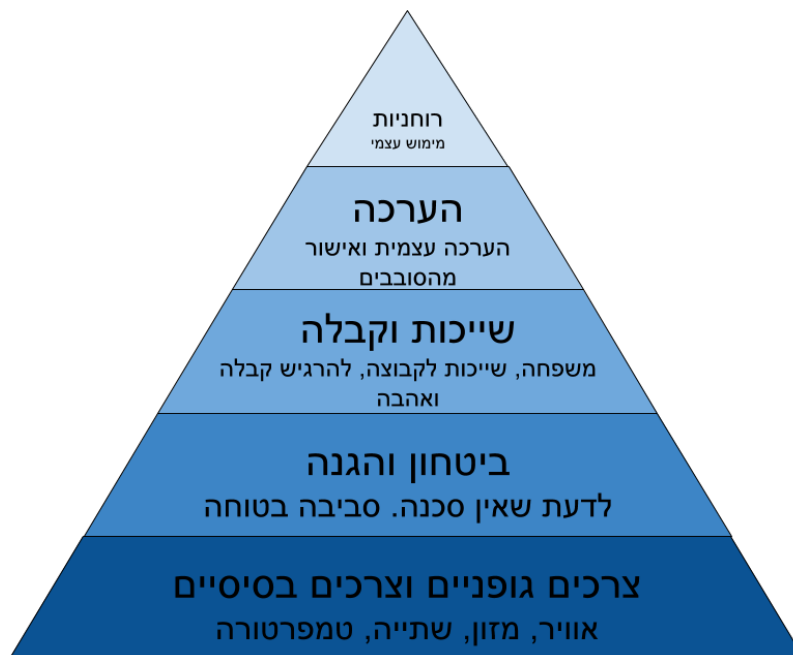 רוחניות
מימוש עצמי
הערכה
הערכה עצמית ואישור
מהסובבים
שייכות וקבלה
משפחה, שייכות לקבוצה, להרגיש קבלה
ואהבה
ביטחון והגנה
לדעת שאין סכנה. סביבה בטוחה
צרכים גופניים וצרכים בסיסיים
אוויר, מזון, שתייה, טמפרטורה